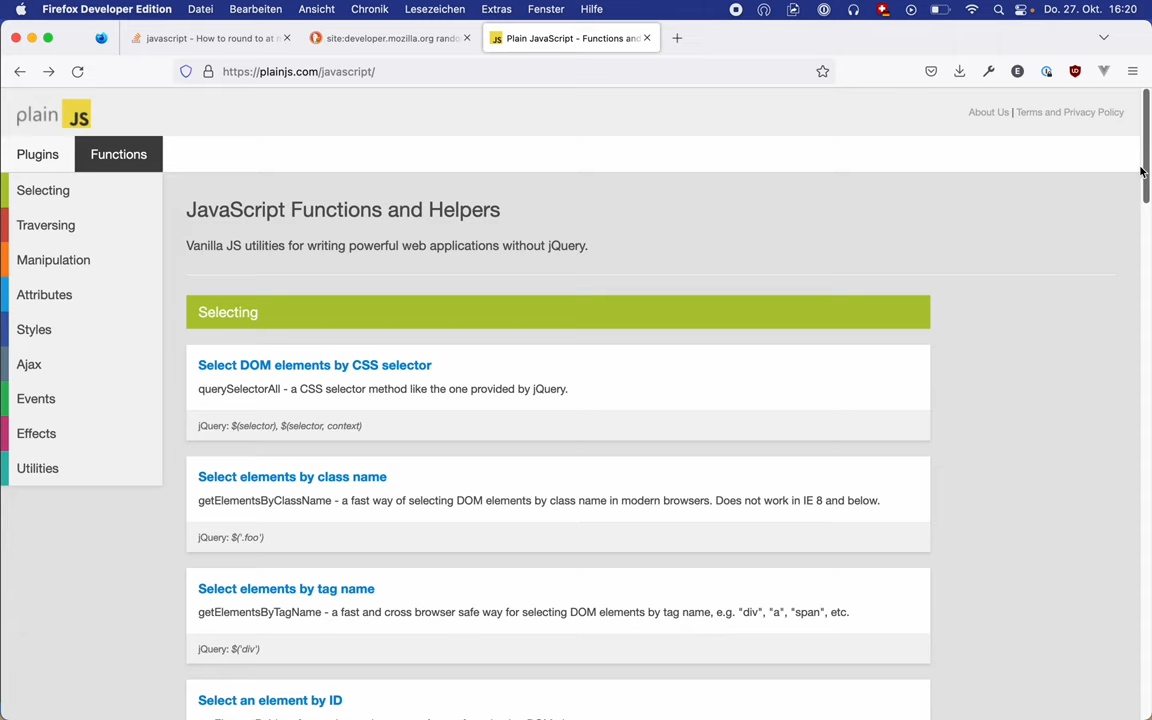 Firefox Developer Edition Datei Bearbeiten Ansicht Chronik Lesezeichen Extras Fenster Hilfe Do. 27. Okt. 16:20
javascript - How to round to at site:developer.mozilla.org rando Plain JavaScript - Functions and
https://plainjs.com/javascript/
plain JS About Us | Terms and Privacy Policy
Plugins Functions
Selecting
Traversing
Manipulation
Attributes
Styles
Ajax
Events
Effects
Utilities
JavaScript Functions and Helpers
Vanilla JS utilities for writing powerful web applications without jQuery.
Selecting
Select DOM elements by CSS selector
querySelectorAll - a CSS selector method like the one provided by jQuery.
jQuery: $(selector), $(selector, context)
Select elements by class name
getElementsByClassName - a fast way of selecting DOM elements by class name in modern browsers. Does not work in IE 8 and below.
jQuery: $('.foo')
Select elements by tag name
getElementsByTagName - a fast and cross browser safe way for selecting DOM elements by tag name, e.g. "div", "a", "span", etc.
jQuery: $('div')
Select an element by ID